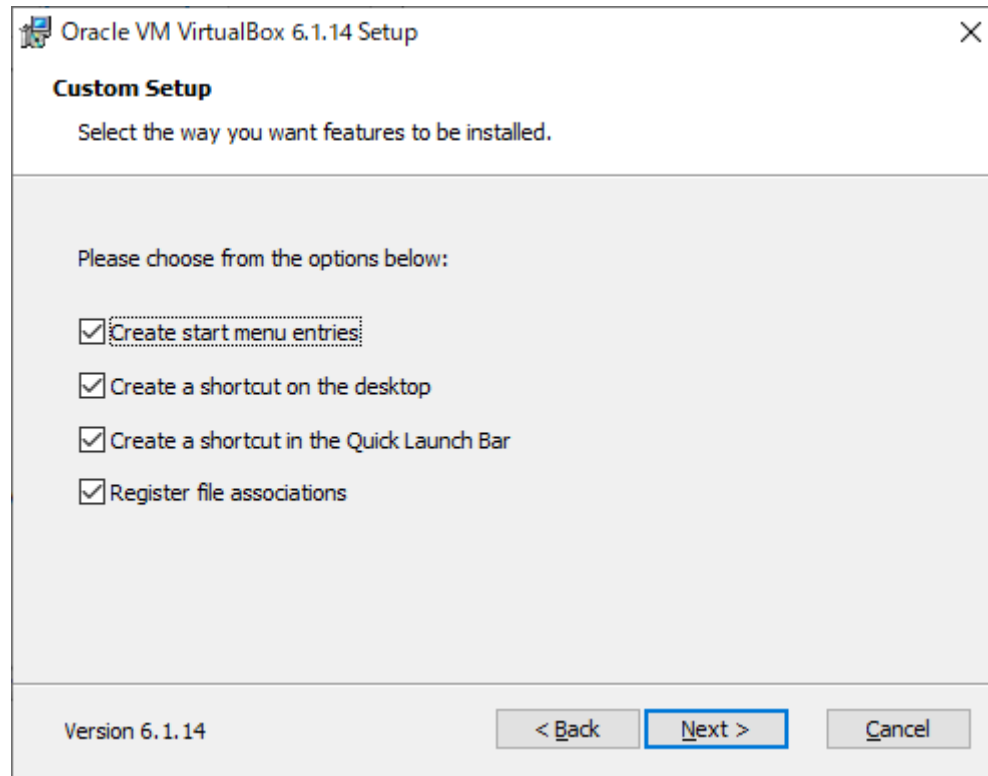 Oracle VM VirtualBox 6.1.14 Setup
Custom Setup
Select the way you want features to be installed.
Please choose from the options below:
Create start menu entries
Create a shortcut on the desktop
Create a shortcut in the Quick Launch Bar
Register file associations
Version 6.1.14
< Back
Next >
Cancel